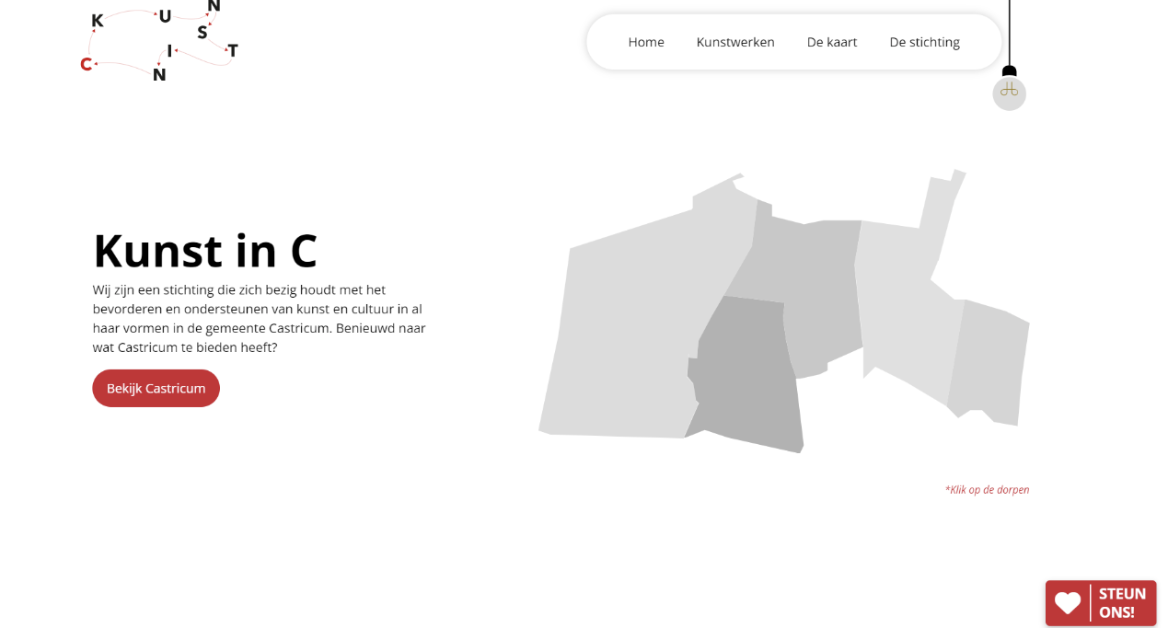 K U N
S
C N I T
Home Kunstwerken De kaart De stichting
Kunst in C
Wij zijn een stichting die zich bezig houdt met het
bevorderen en ondersteunen van kunst en cultuur in al
haar vormen in de gemeente Castricum. Benieuwd naar
wat Castricum te bieden heeft?
Bekijk Castricum
*Klik op de dorpen
STEUN
ONS!